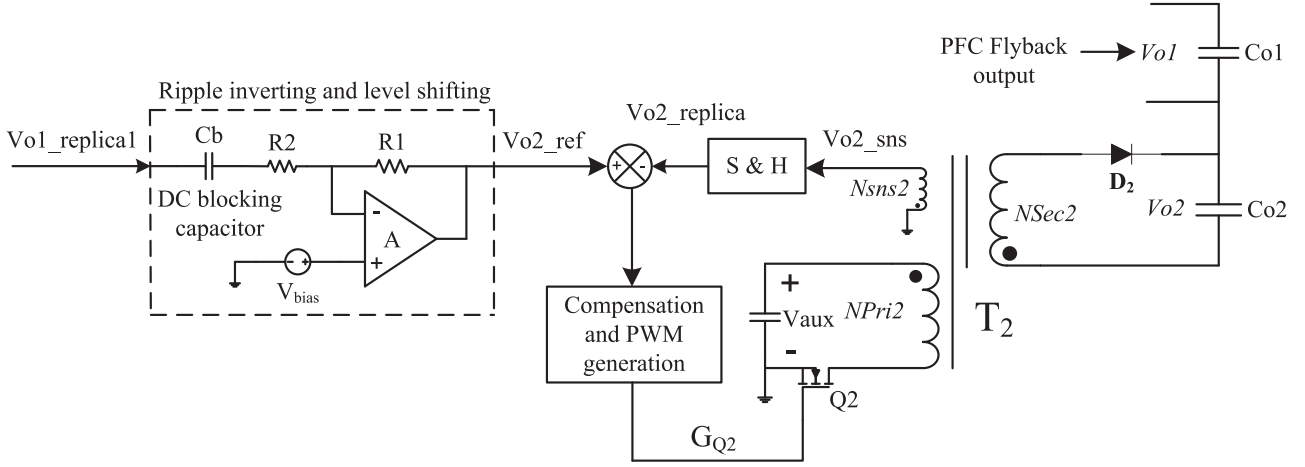 PFC Flyback
output
Vo1
Co1
Ripple inverting and level shifting
Vo1_replica1
Cb
R2
R1
Vo2_ref
Vo2_replica
+
-
S & H
Vo2_sns
Nsns2
D2
NSec2
Vo2
Co2
DC blocking
capacitor
-
A
+
- +
Vbias
Compensation
and PWM
generation
+
Vaux
-
NPri2
T2
Q2
GQ2